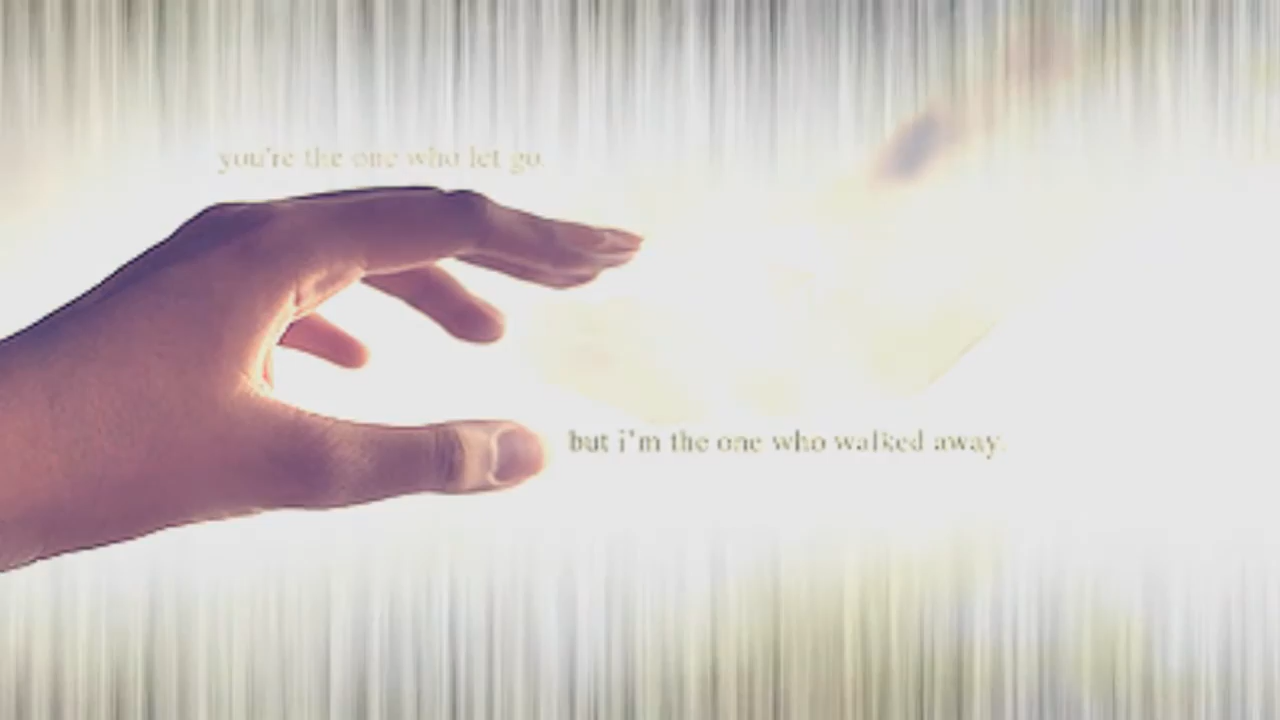 you're the one who let go.
but i'm the one who walked away.